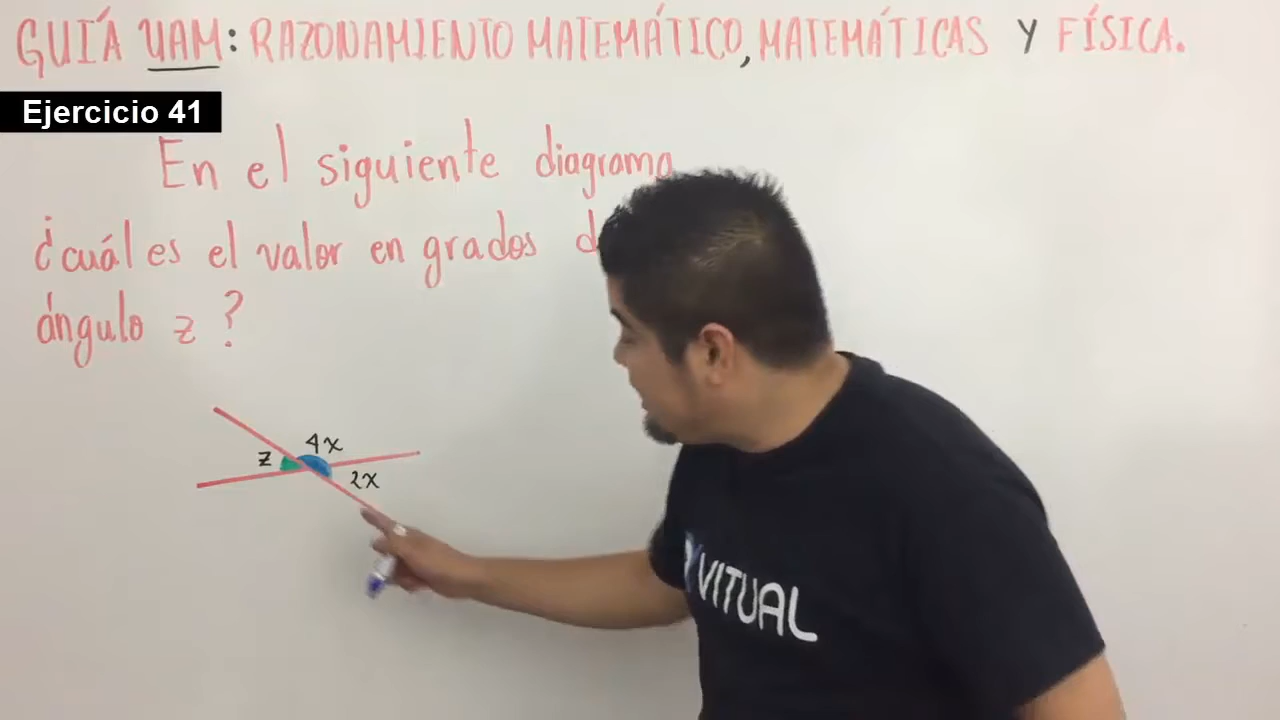 GUÍA UAM: RAZONAMIENTO MATEMÁTICO, MATEMÁTICAS Y FÍSICA.
Ejercicio 41
En el siguiente diagrama
¿cuál es el valor en grados
ángulo z ?
4x
z
2x
VITUAL